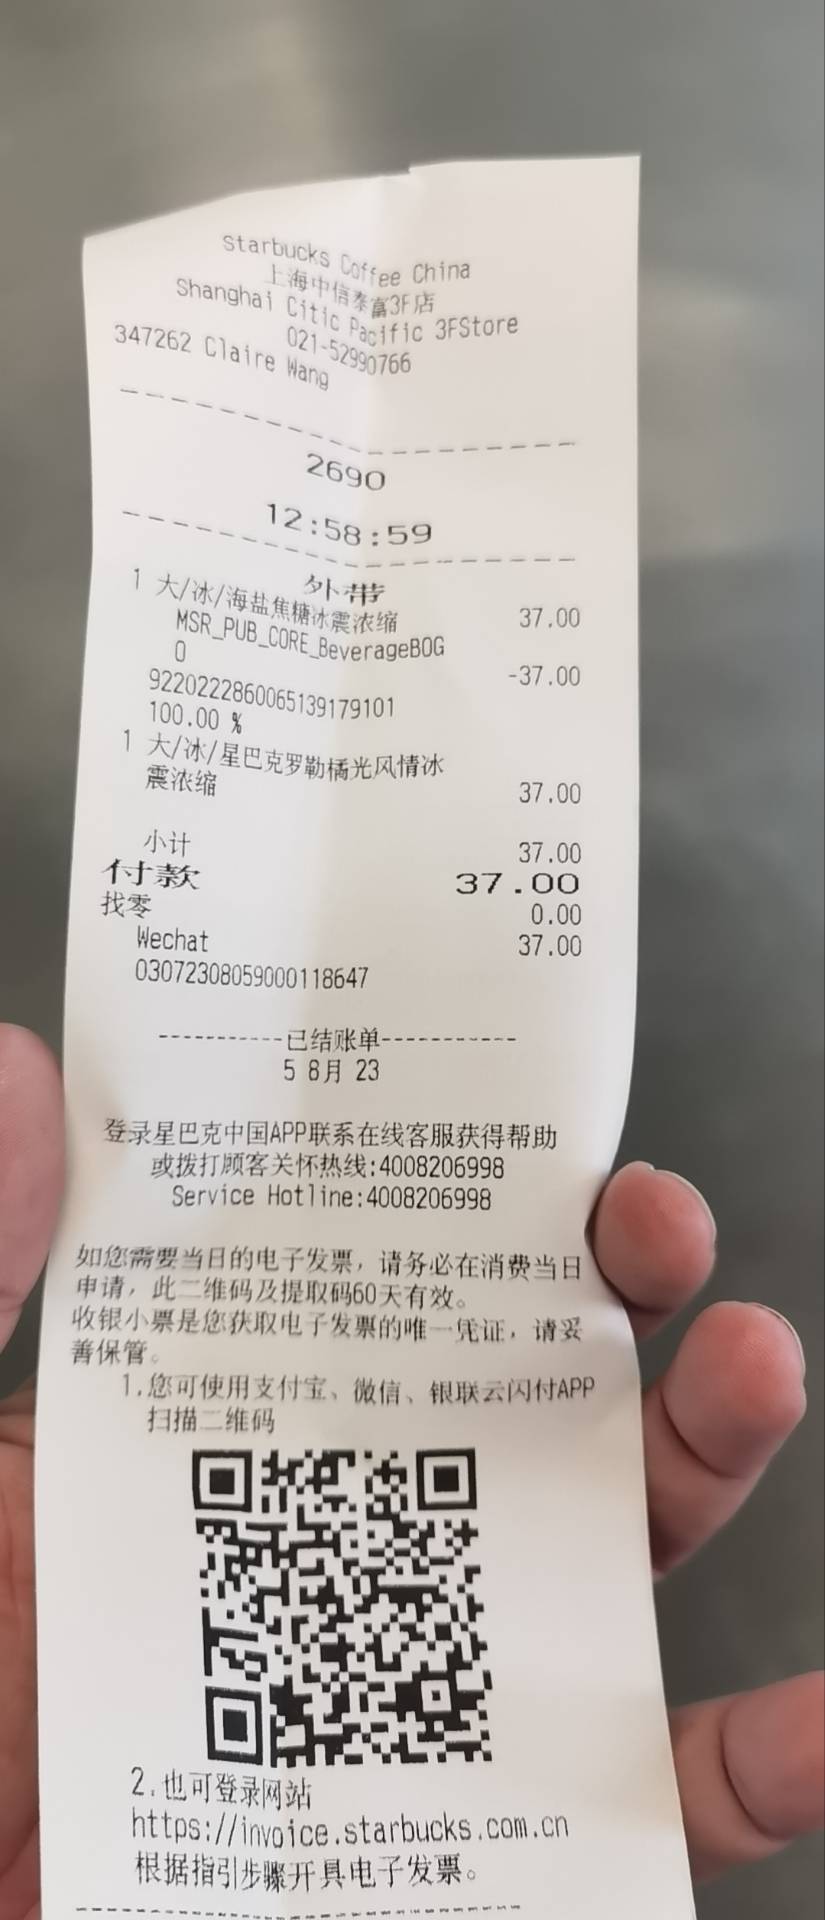 Starbucks Coffee China
上海中信泰富3F店
Shanghai Citic Pacific 3FStore
021-52990766
347262 Claire Wang
2690
12:58:59
外带
1 大/冰/海盐焦糖冰震浓缩 37.00
MSR_PUB_CORE_BeverageBOG
O -37.00
9220222860065139179101
100.00 %
1 大/冰/星巴克罗勒橘光风情冰
震浓缩 37.00
小计 37.00
付款 37.00
找零 0.00
Wechat 37.00
03072308059000118647
-----------已结账单-----------
5 8月 23
登录星巴克中国APP联系在线客服获得帮助
或拨打顾客关怀热线:4008206998
Service Hotline:4008206998
如您需要当日的电子发票，请务必在消费当日
申请，此二维码及提取码60天有效。
收银小票是您获取电子发票的唯一凭证，请妥
善保管。
1.您可使用支付宝、微信、银联云闪付APP
扫描二维码
2.也可登录网站
https://invoice.starbucks.com.cn
根据指引步骤开具电子发票。